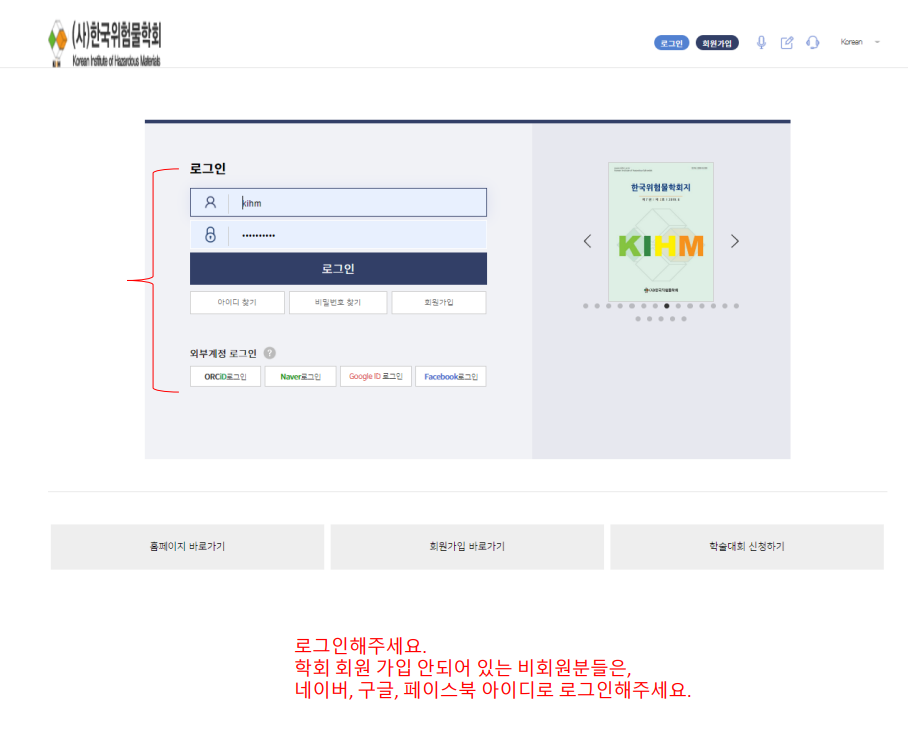 (사)한국위험물학회
Korean Institute of Hazardous Materials
로그인
회원가입
Korean
로그인
kihm
••••••••••
로그인
아이디 찾기
비밀번호 찾기
회원가입
외부계정 로그인 ?
ORCiD로그인
Naver로그인
Google ID 로그인
Facebook로그인
한국위험물학회지
KIHM
홈페이지 바로가기
회원가입 바로가기
학술대회 신청하기
로그인해주세요.
학회 회원 가입 안되어 있는 비회원분들은,
네이버, 구글, 페이스북 아이디로 로그인해주세요.